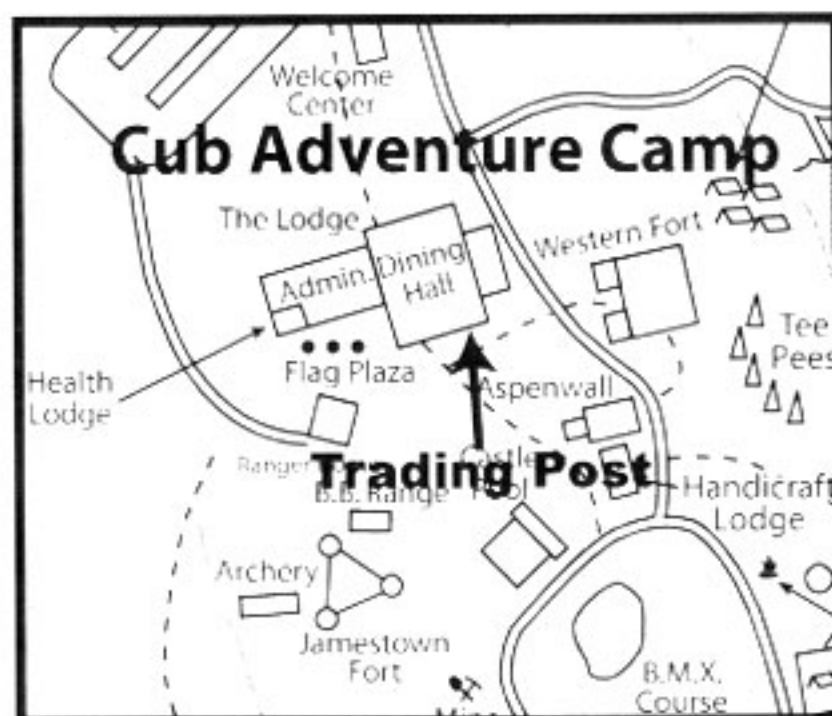 Welcome
Center
Cub Adventure Camp
The Lodge
Admin.
Dining
Hall
Western Fort
Tee
Pees
Flag Plaza
Health
Lodge
Aspenwall
Castle
Trading Post
B.B. Range
Handicraft
Lodge
Archery
Jamestown
Fort
B.M.X.
Course